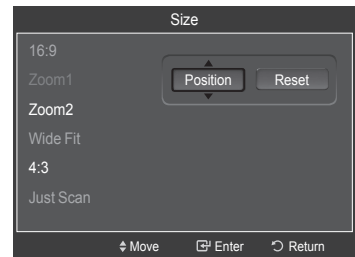 Size
16:9
Zoom1
Position Reset
Zoom2
Wide Fit
4:3
Just Scan
Move Enter Return